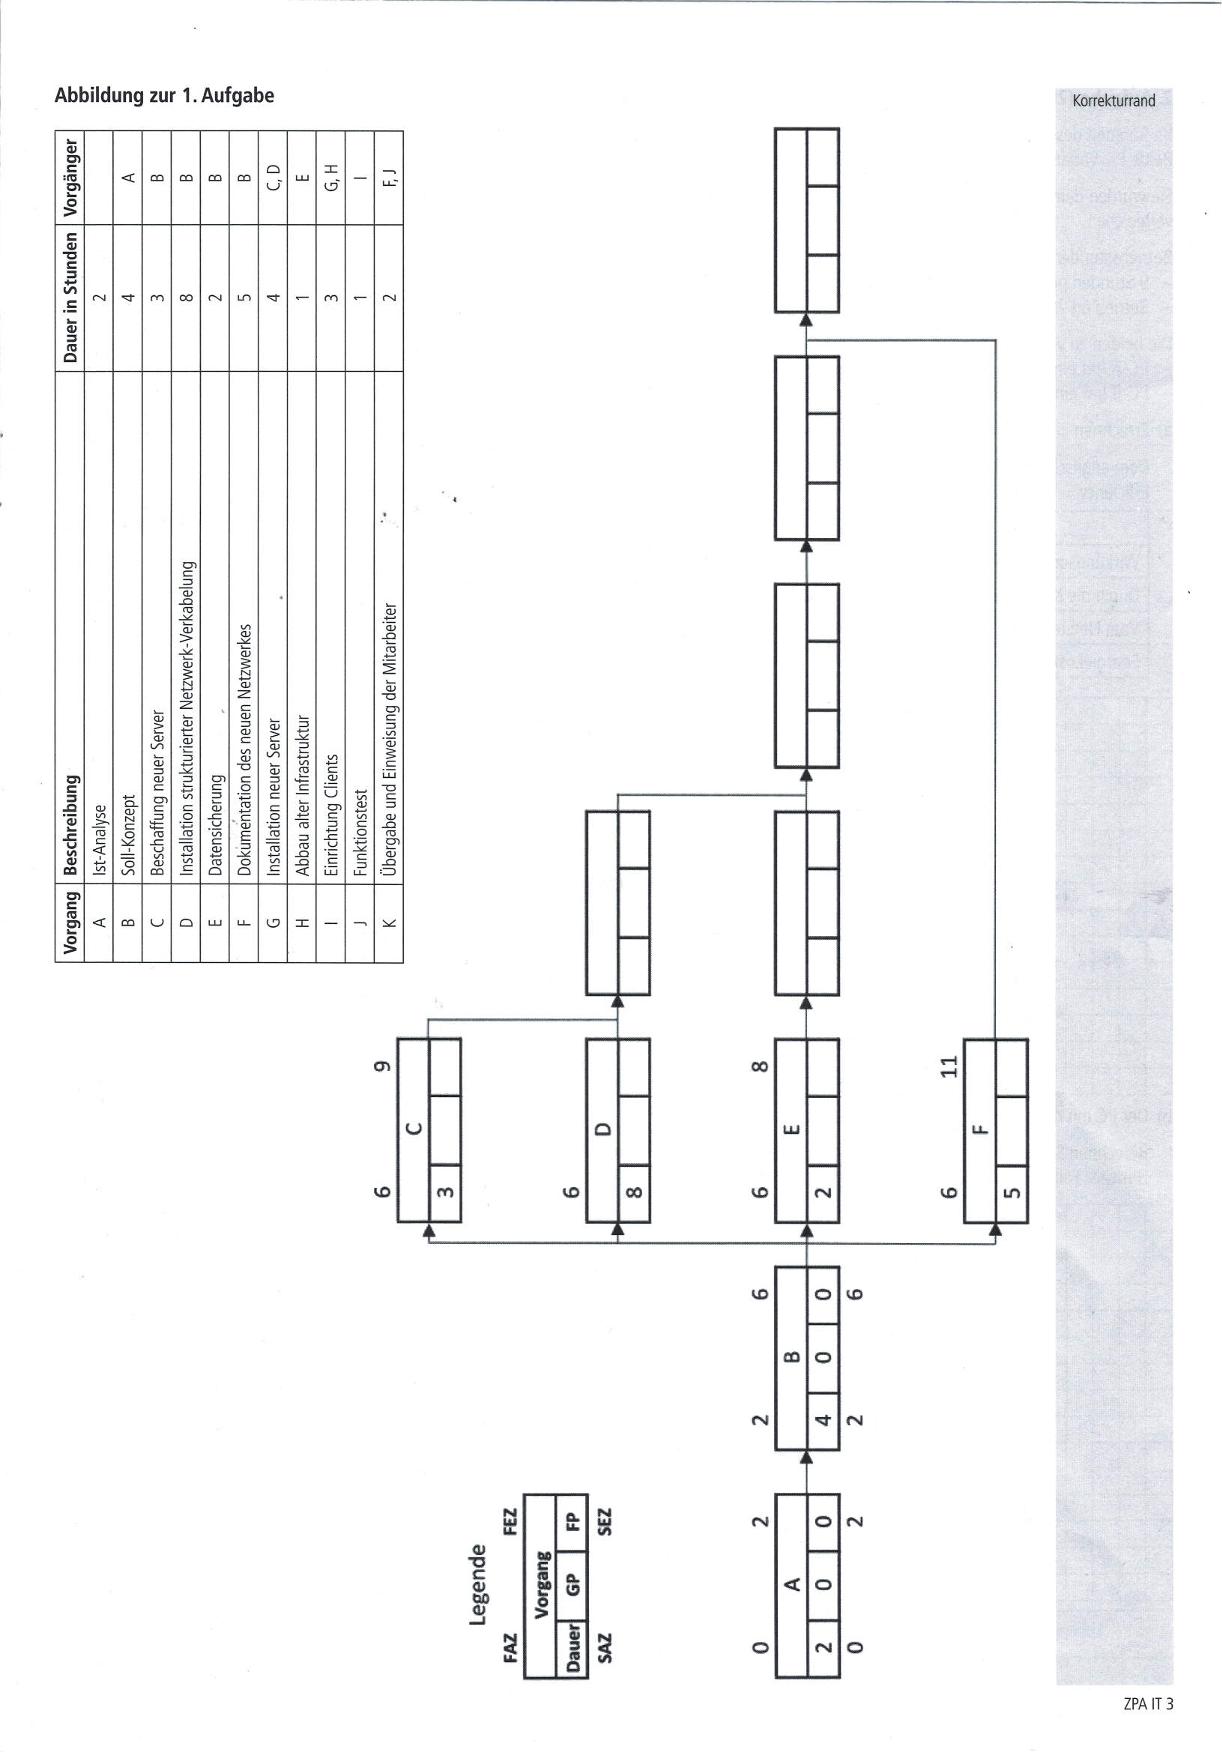 Abbildung zur 1. Aufgabe
Korrekturrand
Vorgang Beschreibung Dauer in Stunden Vorgänger
A Ist-Analyse 2
B Soll-Konzept 4 A
C Beschaffung neuer Server 3 B
D Installation strukturierter Netzwerk-Verkabelung 8 B
E Datensicherung 2 B
F Dokumentation des neuen Netzwerkes 5 B
G Installation neuer Server 4 C, D
H Abbau alter Infrastruktur 1 E
I Einrichtung Clients 3 G, H
J Funktionstest 1 I
K Übergabe und Einweisung der Mitarbeiter 2 F, J
Legende
FAZ FEZ
Vorgang
Dauer GP FP
SAZ SEZ
0 2
A
2 0 0
0 2
2 6
B
4 0 0
2 6
6 9
C
3
6
D
8
6 8
E
2
6 11
F
5
ZPA IT 3